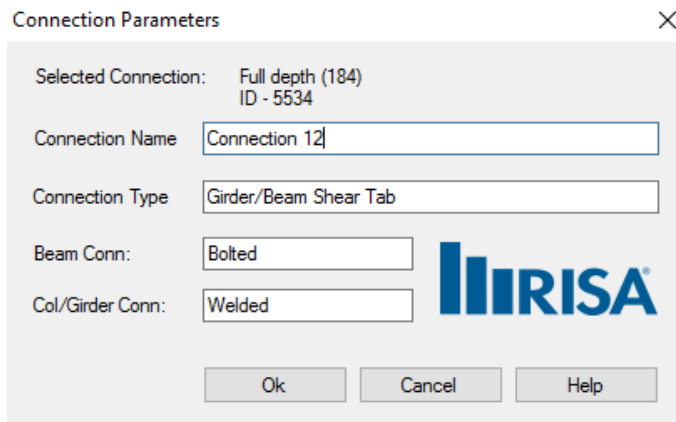 Connection Parameters
Selected Connection: Full depth (184)
ID - 5534
Connection Name Connection 12
Connection Type Girder/Beam Shear Tab
Beam Conn: Bolted
Col/Girder Conn: Welded
RISA®
Ok Cancel Help